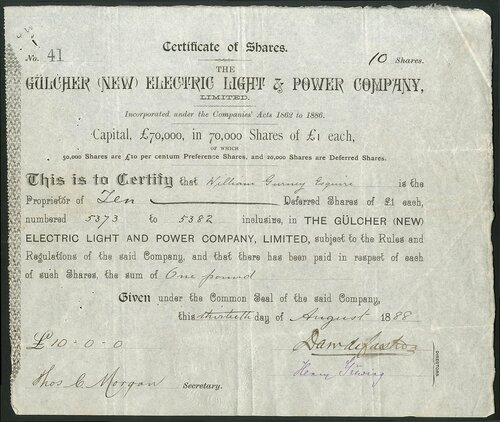 Certificate of Shares.
No. 41
10 Shares.
THE
GÜLCHER (NEW) ELECTRIC LIGHT & POWER COMPANY,
LIMITED.
Incorporated under the Companies' Acts 1862 to 1886.
Capital, £70,000, in 70,000 Shares of £1 each,
OF WHICH
50,000 Shares are £10 per centum Preference Shares, and 20,000 Shares are Deferred Shares.
This is to Certify that William Gurney Esquire is the
Proprietor of Ten Deferred Shares of £1 each,
numbered 5373 to 5382 inclusive, in THE GÜLCHER (NEW)
ELECTRIC LIGHT AND POWER COMPANY, LIMITED, subject to the Rules and
Regulations of the said Company, and that there has been paid in respect of each
of such Shares, the sum of One pound
Given under the Common Seal of the said Company,
this thirtieth day of August 1888.
£10-0-0
DIRECTORS.
Henry
Thos C. Morgan Secretary.